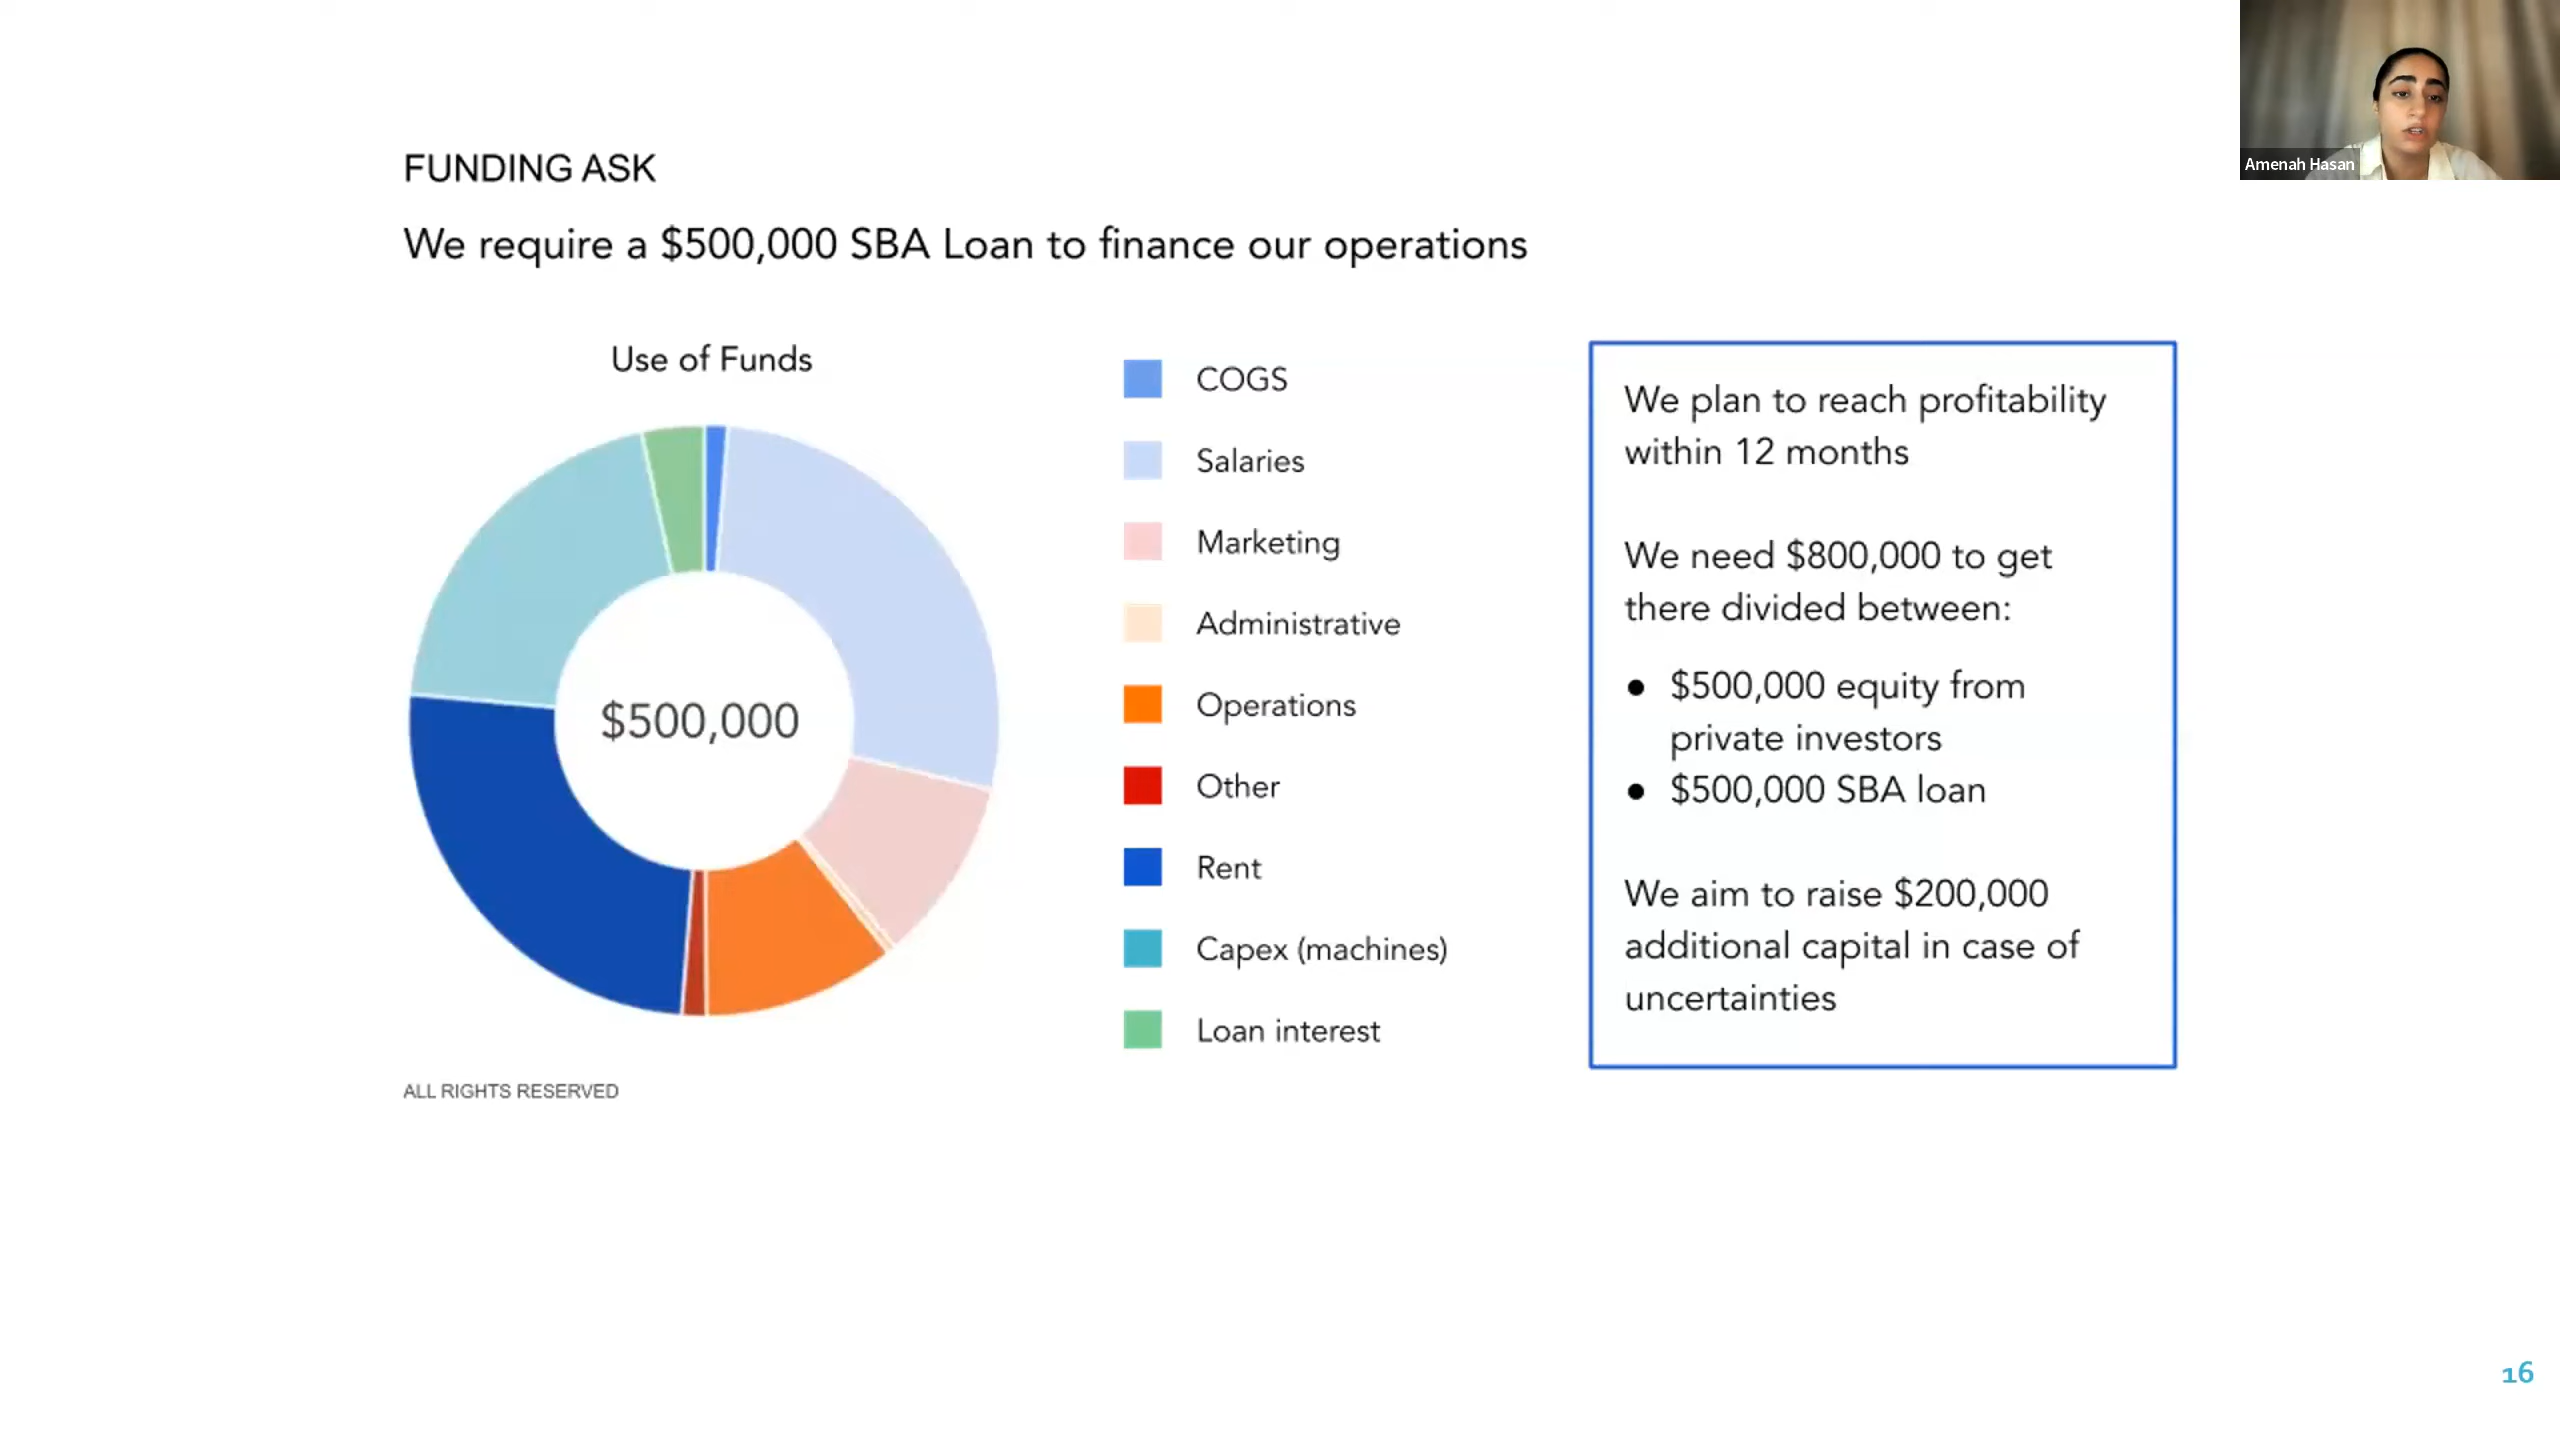 Amenah Hasan
FUNDING ASK
We require a $500,000 SBA Loan to finance our operations
Use of Funds
$500,000
COGS
Salaries
Marketing
Administrative
Operations
Other
Rent
Capex (machines)
Loan interest
We plan to reach profitability
within 12 months
We need $800,000 to get
there divided between:
● $500,000 equity from
private investors
● $500,000 SBA loan
We aim to raise $200,000
additional capital in case of
uncertainties
ALL RIGHTS RESERVED
16